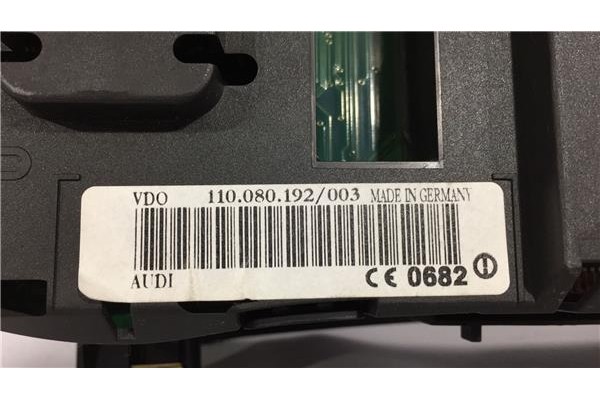 VDO 110.080.192/003 MADE IN GERMANY
AUDI CE 0682